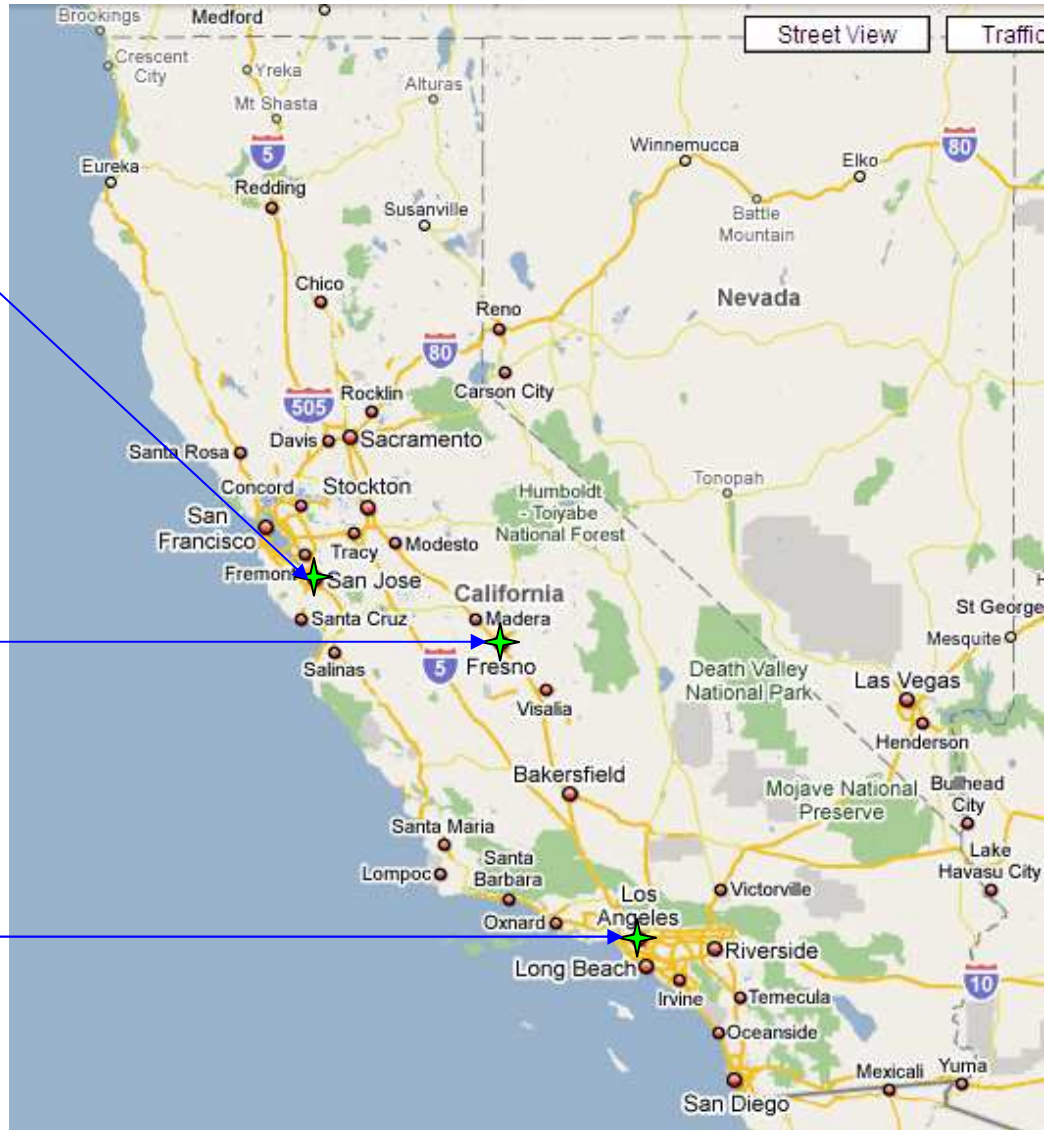 Brookings
Medford
Street View
Traffic
Crescent
City
Yreka
Alturas
Mt Shasta
5
Winnemucca
80
Elko
Eureka
Redding
Susanville
Battle
Mountain
Chico
Reno
Nevada
80
Carson City
Rocklin
505
Davis
Sacramento
Santa Rosa
Tonopah
Concord
Stockton
Humboldt
- Toiyabe
National Forest
San
Francisco
Tracy
Modesto
Fremont
San Jose
California
H
St George
Santa Cruz
Madera
Mesquite
Salinas
5
Fresno
Death Valley
National Park
Las Vegas
Visalia
Henderson
Bakersfield
Mojave National
Preserve
Bullhead
City
Santa Maria
Lake
Havasu City
Lompoc
Santa
Barbara
Los
Angeles
Victorville
Oxnard
Riverside
Long Beach
10
Irvine
Temecula
Oceanside
Mexicali
Yuma
San Diego